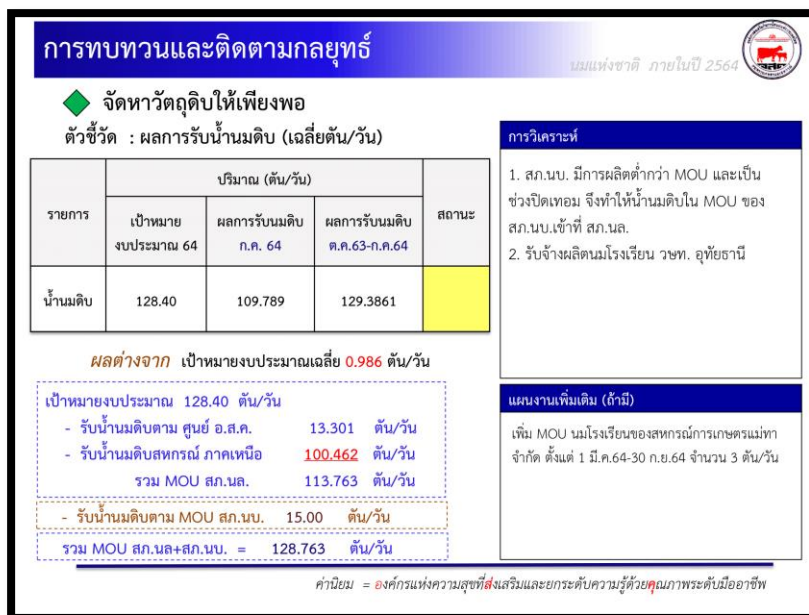 การทบทวนและติดตามกลยุทธ์
นมแห่งชาติ ภายในปี 2564
จัดหาวัตถุดิบให้เพียงพอ
ตัวชี้วัด : ผลการรับน้ำนมดิบ (เฉลี่ยตัน/วัน)
รายการ
ปริมาณ (ตัน/วัน)
สถานะ
เป้าหมาย
งบประมาณ 64
ผลการรับนมดิบ
ก.ค. 64
ผลการรับนมดิบ
ต.ค.63-ก.ค.64
น้ำนมดิบ 128.40 109.789 129.3861
ผลต่างจาก เป้าหมายงบประมาณเฉลี่ย 0.986 ตัน/วัน
เป้าหมายงบประมาณ 128.40 ตัน/วัน
- รับน้ำนมดิบตาม ศูนย์ อ.ส.ค. 13.301 ตัน/วัน
- รับน้ำนมดิบสหกรณ์ ภาคเหนือ 100.462 ตัน/วัน
รวม MOU สภ.นล. 113.763 ตัน/วัน
- รับน้ำนมดิบตาม MOU สภ.นบ. 15.00 ตัน/วัน
รวม MOU สภ.นล+สภ.นบ. = 128.763 ตัน/วัน
การวิเคราะห์
1. สภ.นบ. มีการผลิตต่ำกว่า MOU และเป็น
ช่วงปิดเทอม จึงทำให้น้ำนมดิบใน MOU ของ
สภ.นบ.เข้าที่ สภ.นล.
2. รับจ้างผลิตนมโรงเรียน วษท. อุทัยธานี
แผนงานเพิ่มเติม (ถ้ามี)
เพิ่ม MOU นมโรงเรียนของสหกรณ์การเกษตรแม่ทา
จำกัด ตั้งแต่ 1 มี.ค.64-30 ก.ย.64 จำนวน 3 ตัน/วัน
ค่านิยม = องค์กรแห่งความสุขที่ส่งเสริมและยกระดับความรู้ด้วยคุณภาพระดับมืออาชีพ